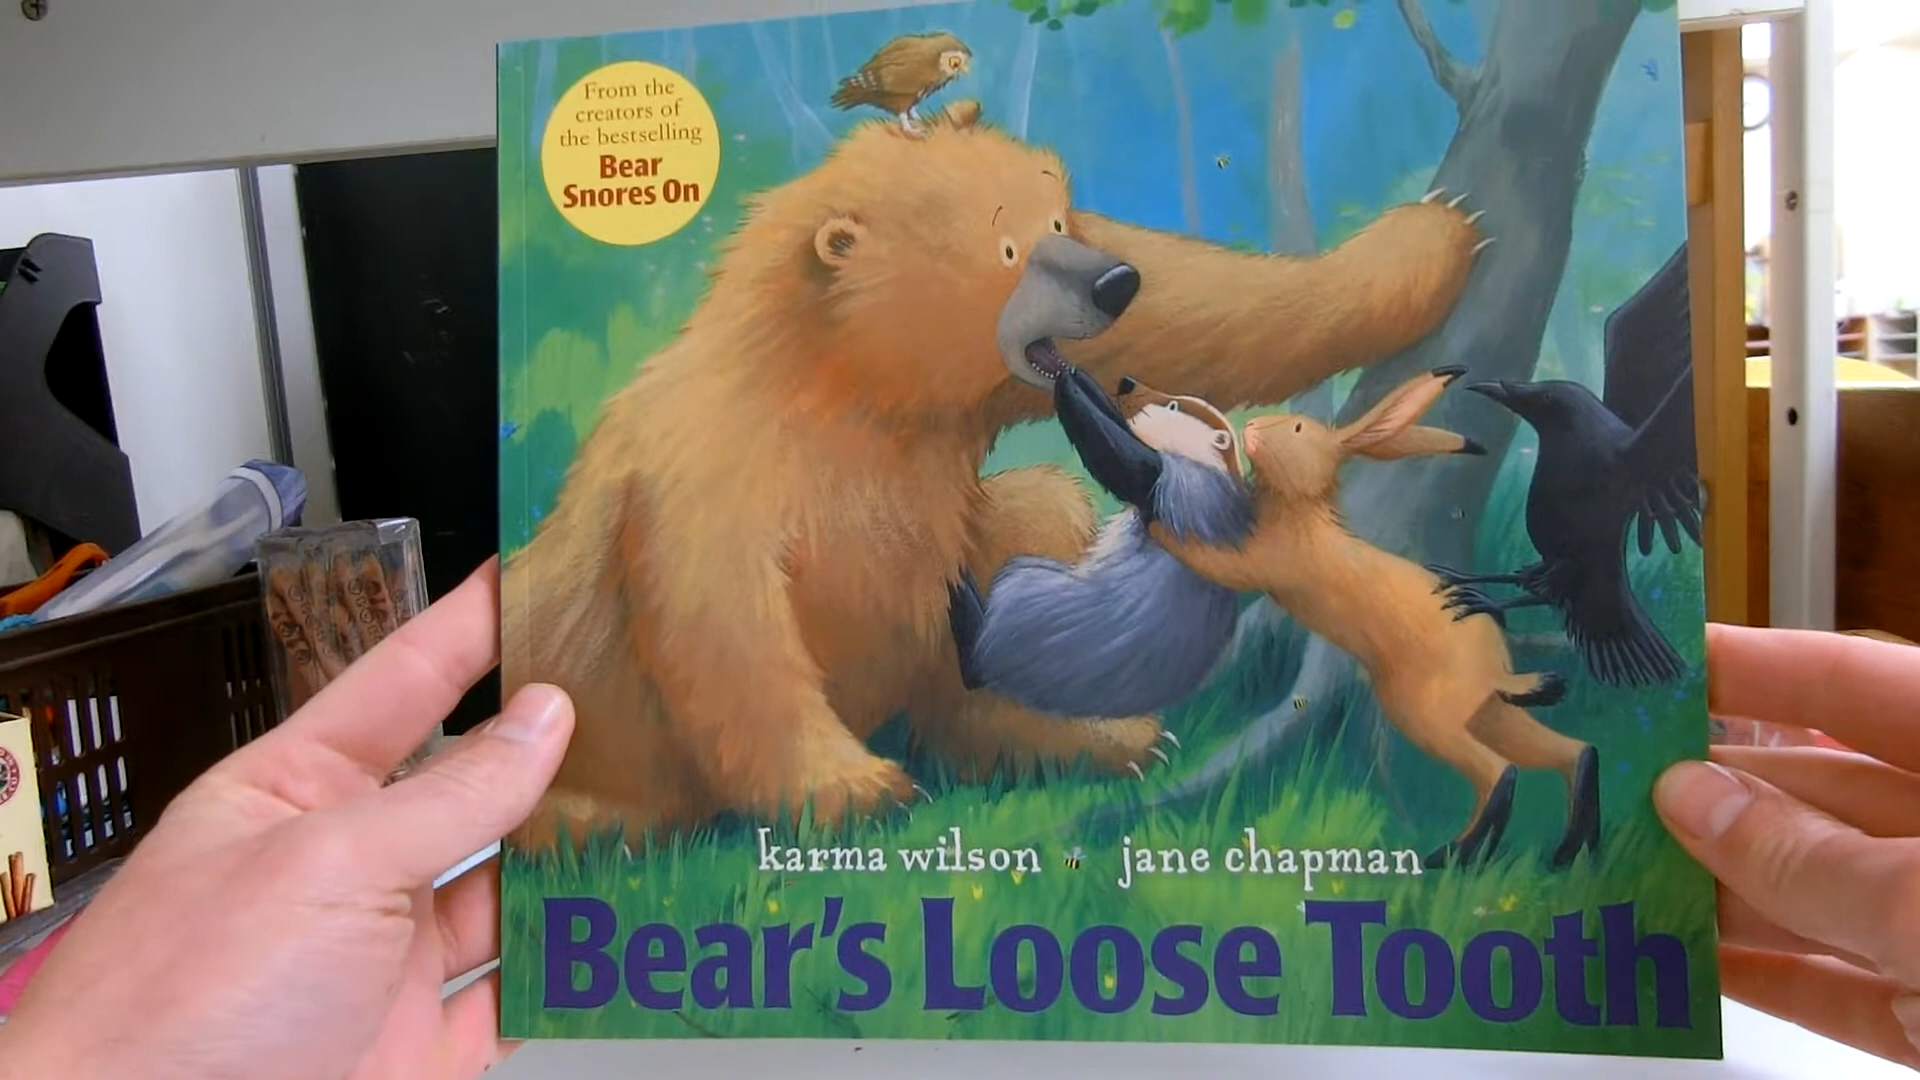 From the
creators of
the bestselling
Bear
Snores On
karma wilson jane chapman
Bear's Loose Tooth